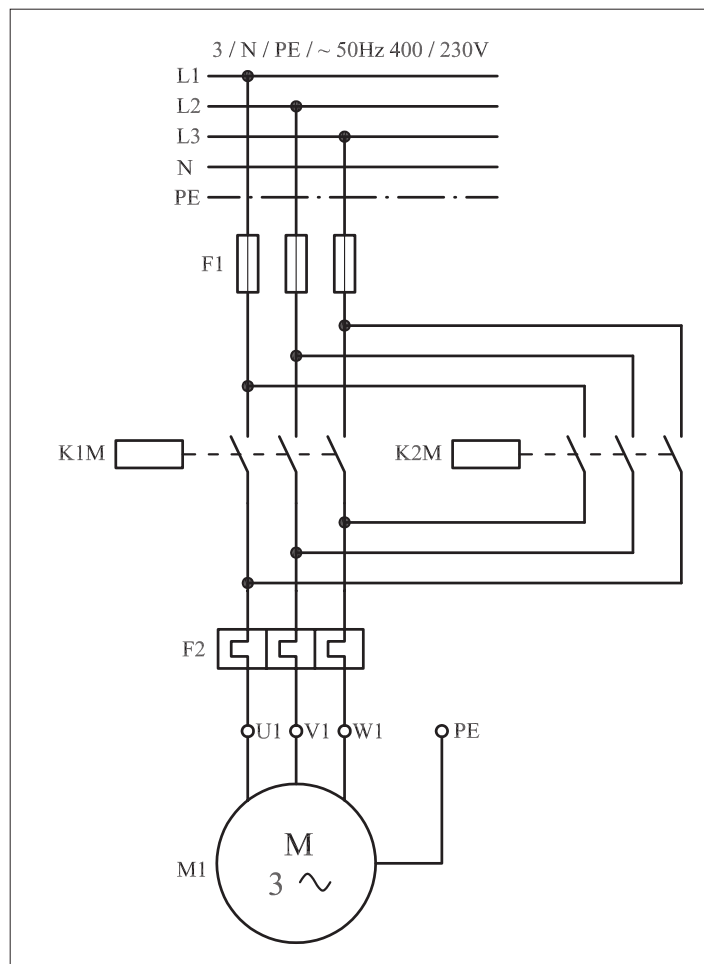 3 / N / PE / ~ 50Hz 400 / 230V
L1
L2
L3
N
PE
F1
K1M
K2M
F2
U1 V1 W1 PE
M
M1
3